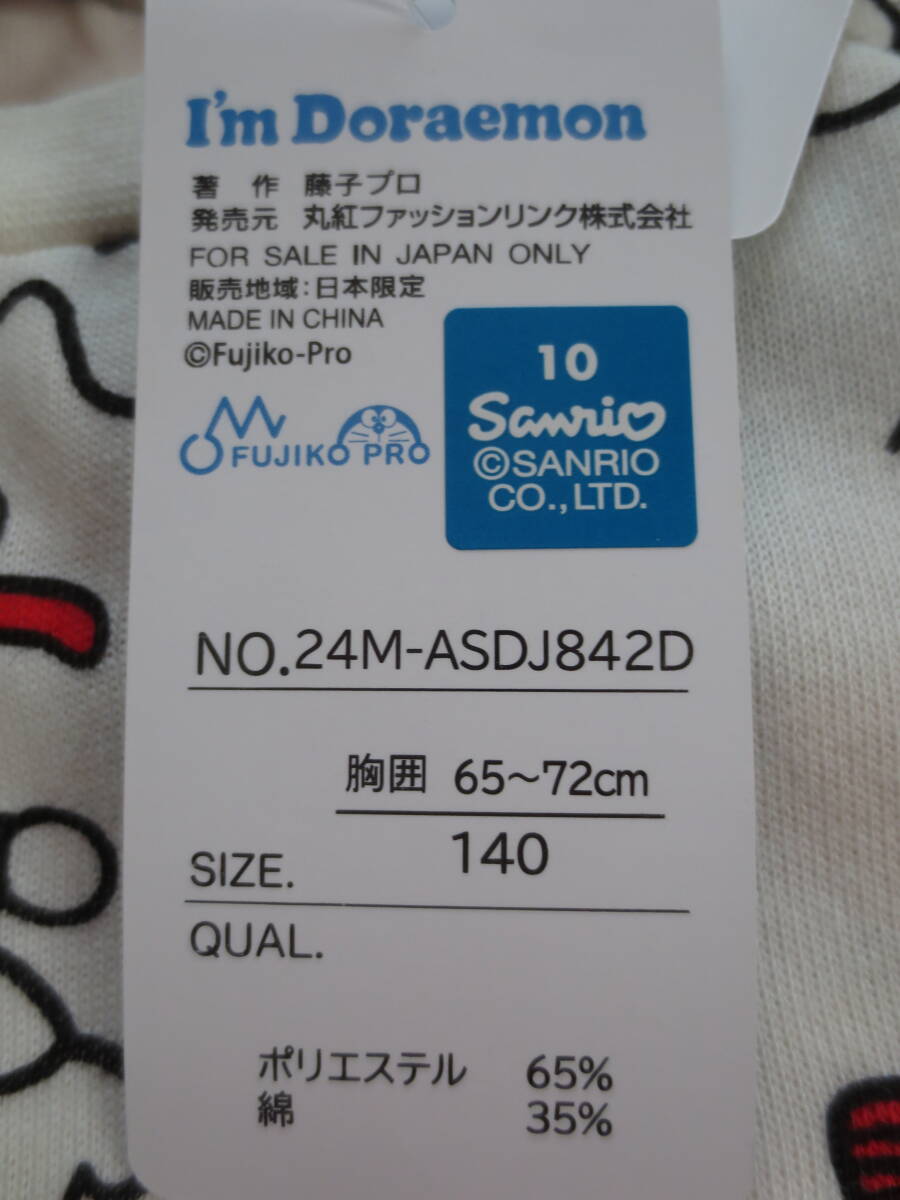 I'm Doraemon
著 作 藤子プロ
発売元 丸紅ファッションリンク株式会社
FOR SALE IN JAPAN ONLY
販売地域:日本限定
MADE IN CHINA
©Fujiko-Pro
FUJIKO PRO
10
Sanrio
©SANRIO
CO.,LTD.
NO.24M-ASDJ842D
胸囲 65~72cm
SIZE. 140
QUAL.
ポリエステル 65%
綿 35%